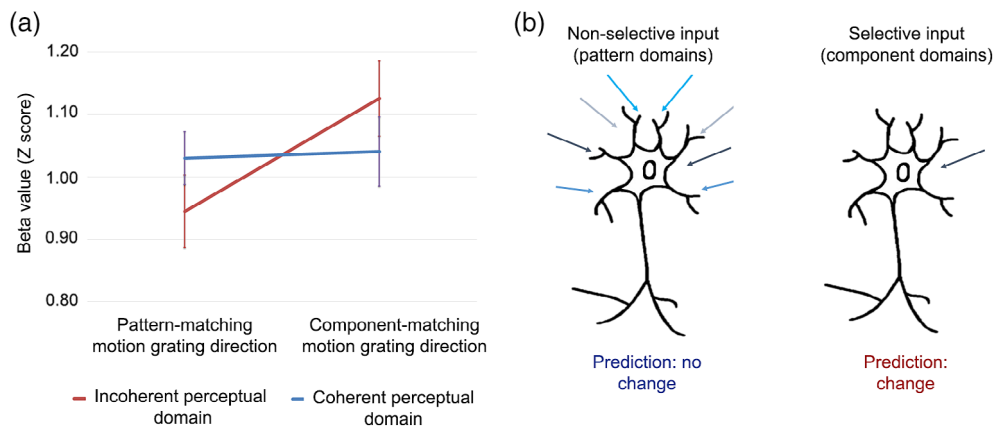 (a)
Beta value (Z score)
1.20
1.10
1.00
0.90
0.80
Pattern-matching
motion grating direction
Component-matching
motion grating direction
Incoherent perceptual
domain
Coherent perceptual
domain
(b)
Non-selective input
(pattern domains)
Selective input
(component domains)
Prediction: no
change
Prediction:
change